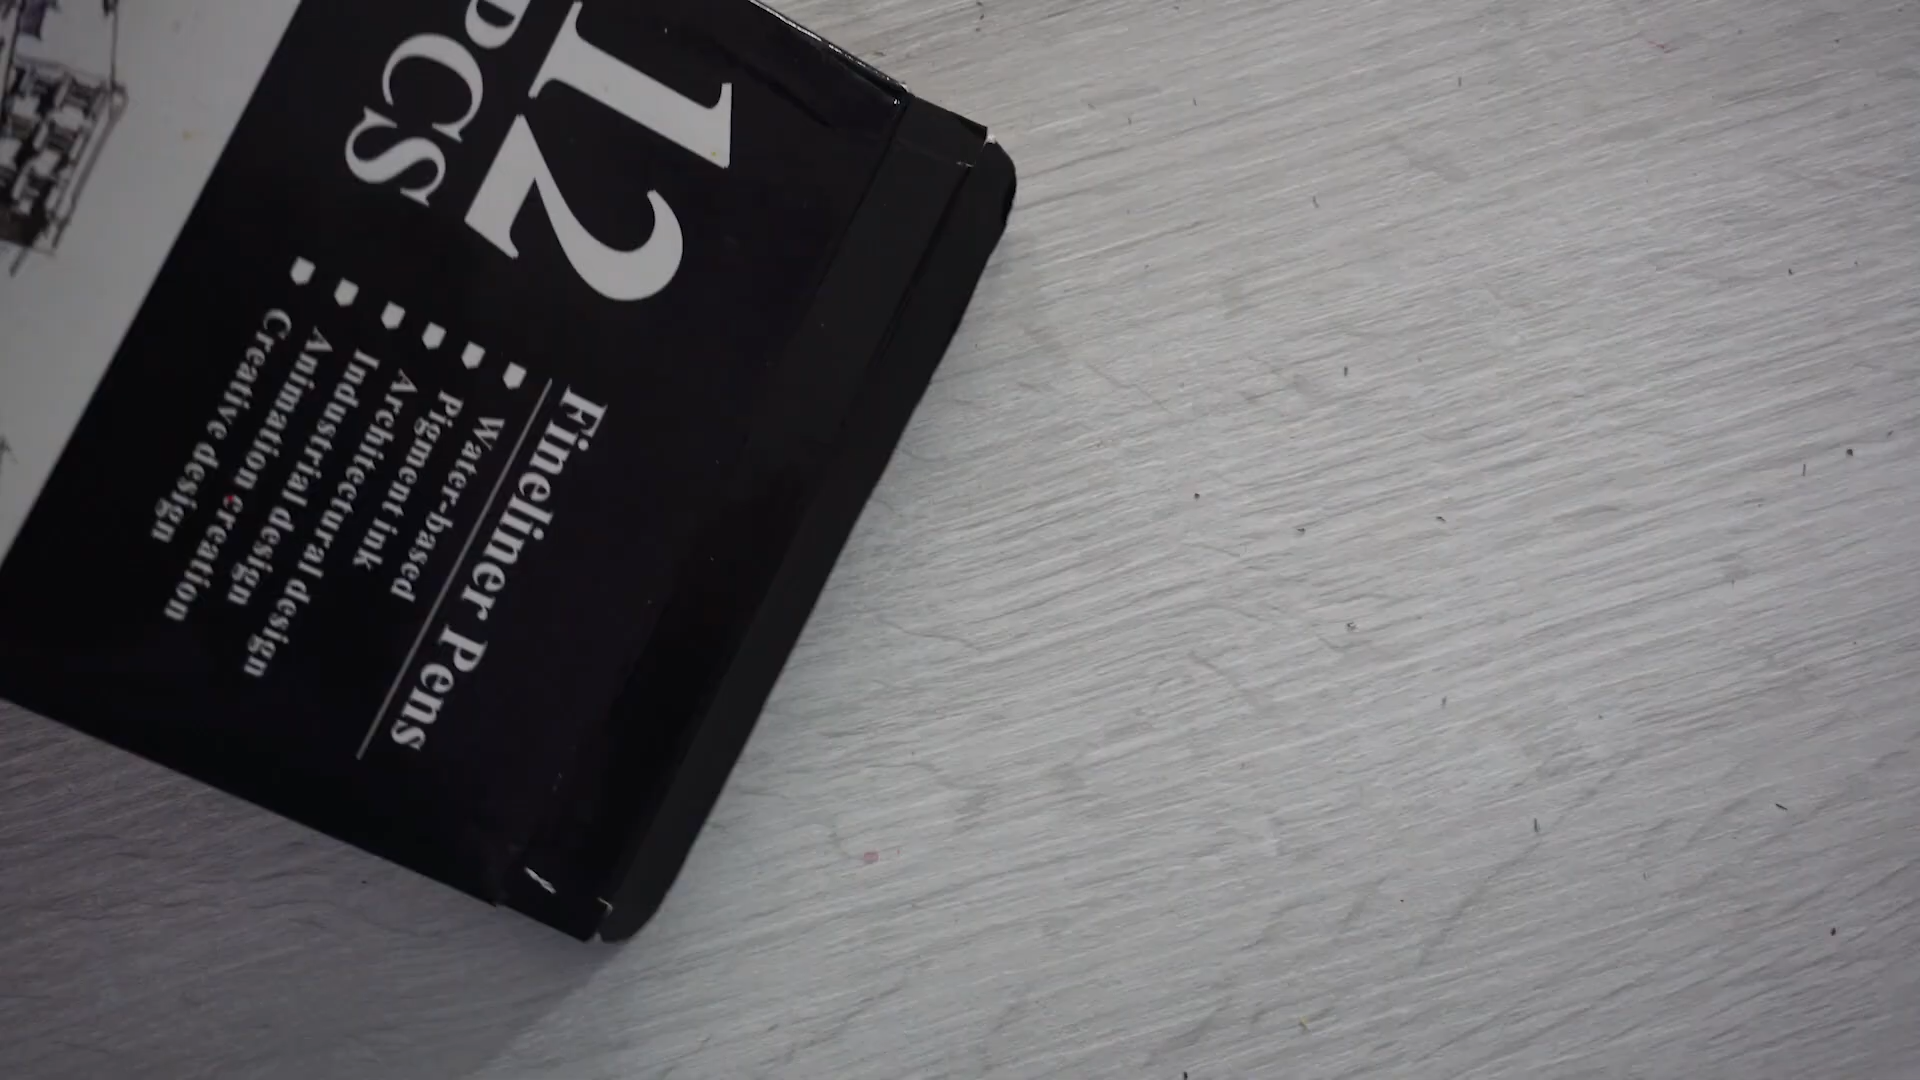 12
PCS
Fineliner Pens
Water-based
Pigment ink
Architectural design
Industrial design
Animation creation
Creative design